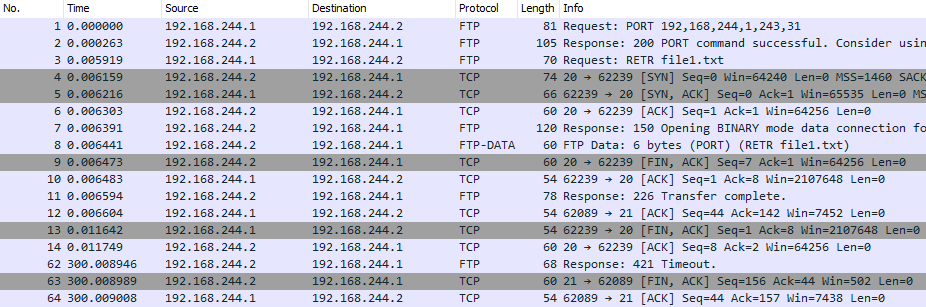 No. Time Source Destination Protocol Length Info
1 0.000000 192.168.244.1 192.168.244.2 FTP 81 Request: PORT 192,168,244,1,243,31
2 0.000263 192.168.244.2 192.168.244.1 FTP 105 Response: 200 PORT command successful. Consider usin
3 0.005919 192.168.244.1 192.168.244.2 FTP 70 Request: RETR file1.txt
4 0.006159 192.168.244.2 192.168.244.1 TCP 74 20 → 62239 [SYN] Seq=0 Win=64240 Len=0 MSS=1460 SACK
5 0.006216 192.168.244.1 192.168.244.2 TCP 66 62239 → 20 [SYN, ACK] Seq=0 Ack=1 Win=65535 Len=0 MS
6 0.006303 192.168.244.2 192.168.244.1 TCP 60 20 → 62239 [ACK] Seq=1 Ack=1 Win=64256 Len=0
7 0.006391 192.168.244.2 192.168.244.1 FTP 120 Response: 150 Opening BINARY mode data connection fo
8 0.006441 192.168.244.2 192.168.244.1 FTP-DATA 60 FTP Data: 6 bytes (PORT) (RETR file1.txt)
9 0.006473 192.168.244.2 192.168.244.1 TCP 60 20 → 62239 [FIN, ACK] Seq=7 Ack=1 Win=64256 Len=0
10 0.006483 192.168.244.1 192.168.244.2 TCP 54 62239 → 20 [ACK] Seq=1 Ack=8 Win=2107648 Len=0
11 0.006594 192.168.244.2 192.168.244.1 FTP 78 Response: 226 Transfer complete.
12 0.006604 192.168.244.1 192.168.244.2 TCP 54 62089 → 21 [ACK] Seq=44 Ack=142 Win=7452 Len=0
13 0.011642 192.168.244.1 192.168.244.2 TCP 54 62239 → 20 [FIN, ACK] Seq=1 Ack=8 Win=2107648 Len=0
14 0.011749 192.168.244.2 192.168.244.1 TCP 60 20 → 62239 [ACK] Seq=8 Ack=2 Win=64256 Len=0
62 300.008946 192.168.244.2 192.168.244.1 FTP 68 Response: 421 Timeout.
63 300.008989 192.168.244.2 192.168.244.1 TCP 60 21 → 62089 [FIN, ACK] Seq=156 Ack=44 Win=502 Len=0
64 300.009008 192.168.244.1 192.168.244.2 TCP 54 62089 → 21 [ACK] Seq=44 Ack=157 Win=7438 Len=0